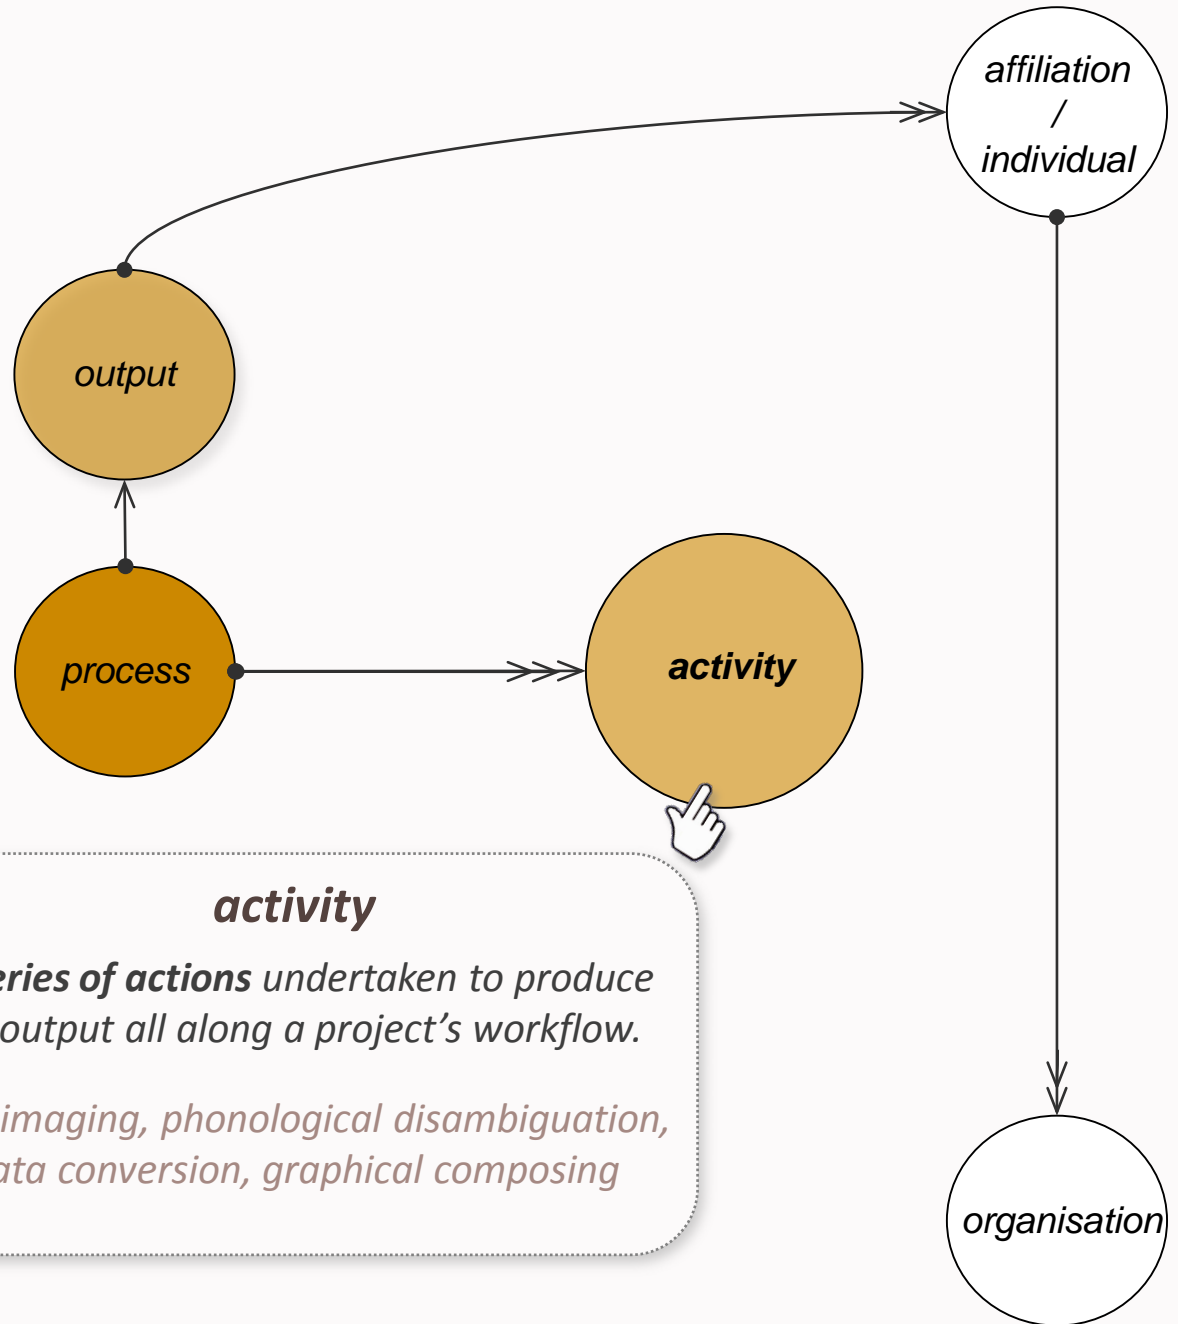 affiliation
/
individual
output
process
activity
activity
eries of actions undertaken to produce
output all along a project’s workflow.
imaging, phonological disambiguation,
ata conversion, graphical composing
organisation